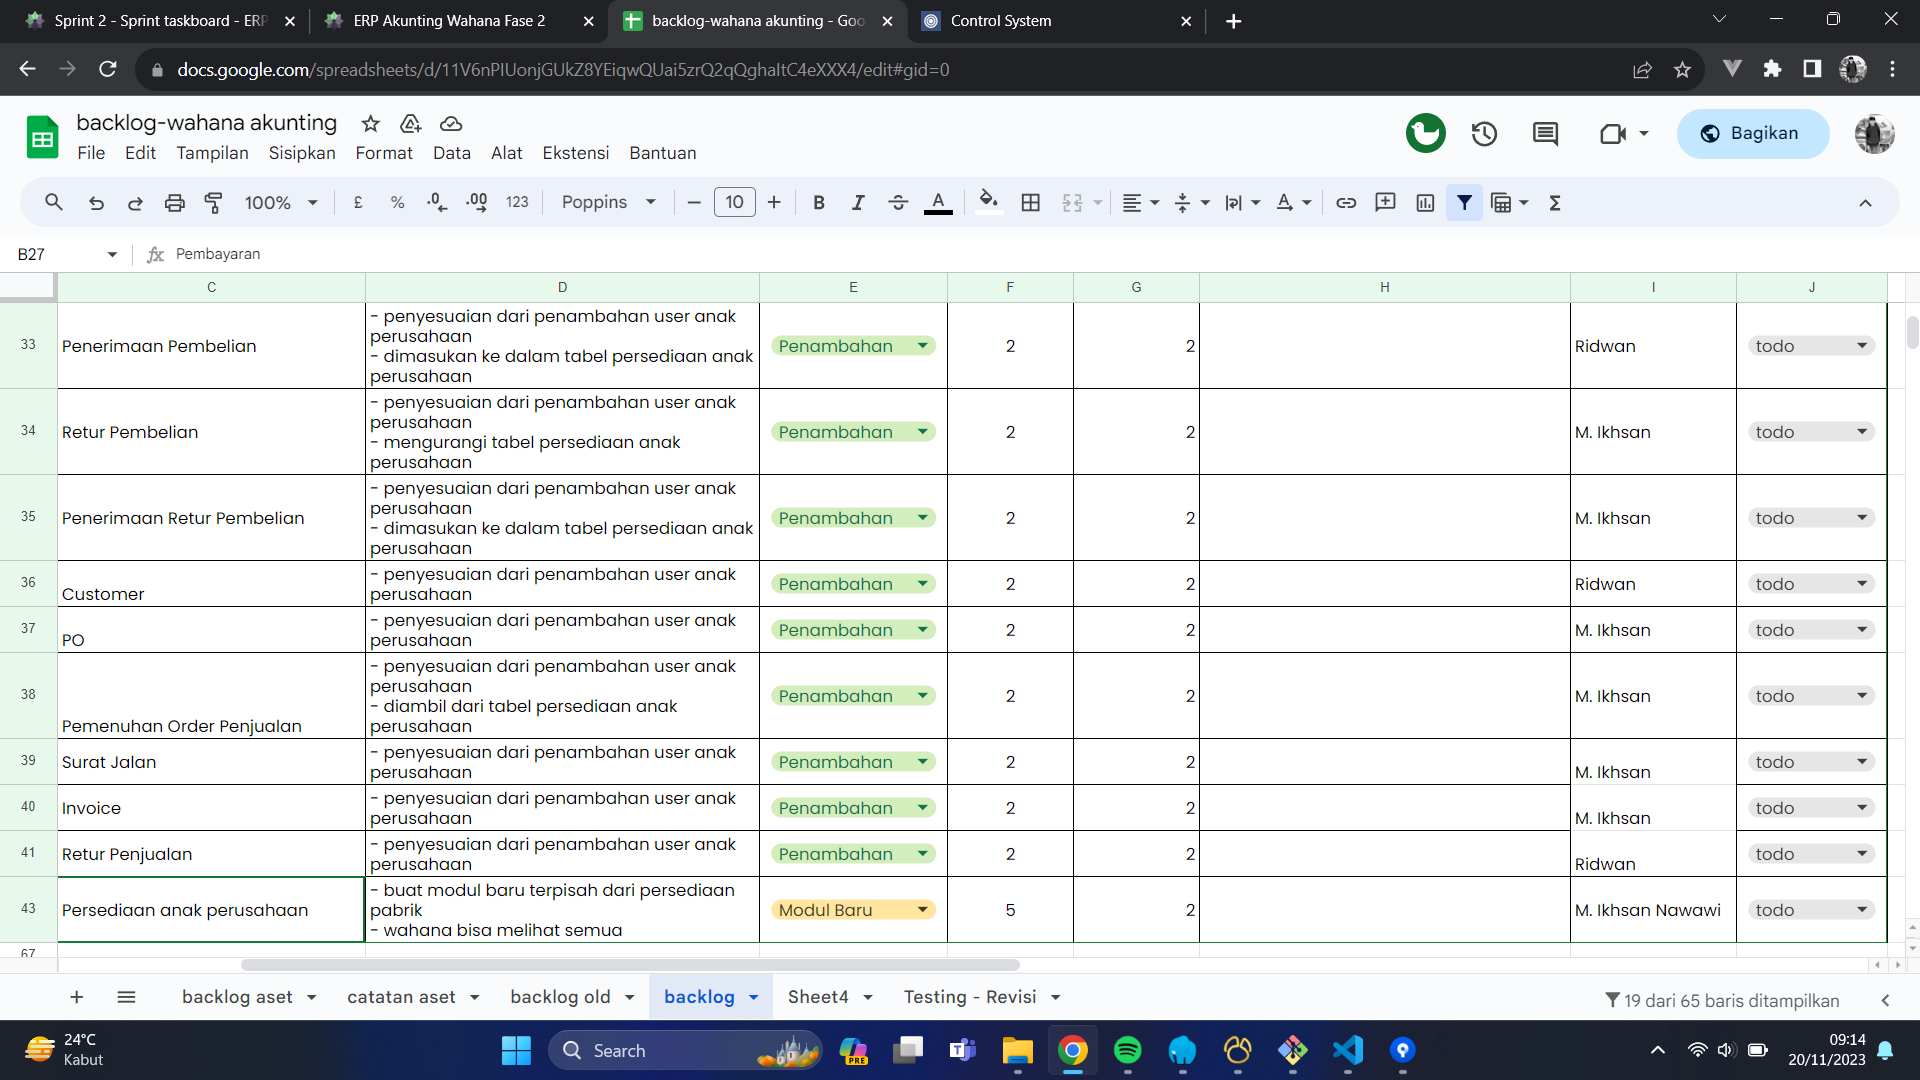 Sprint 2 - Sprint taskboard - ERP
ERP Akunting Wahana Fase 2
backlog-wahana akunting - Goo
Control System
docs.google.com/spreadsheets/d/11V6nPIUonjGUkZ8YEiqwQUai5zrQ2qQghaItC4eXXX4/edit#gid=0
backlog-wahana akunting
File Edit Tampilan Sisipkan Format Data Alat Ekstensi Bantuan
Bagikan
100% £ % .0 .00 123 Poppins 10 B I A
B27 fx Pembayaran
C D E F G H I J
33 Penerimaan Pembelian
- penyesuaian dari penambahan user anak
perusahaan
- dimasukan ke dalam tabel persediaan anak
perusahaan
Penambahan 2 2 Ridwan todo
34 Retur Pembelian
- penyesuaian dari penambahan user anak
perusahaan
- mengurangi tabel persediaan anak
perusahaan
Penambahan 2 2 M. Ikhsan todo
35 Penerimaan Retur Pembelian
- penyesuaian dari penambahan user anak
perusahaan
- dimasukan ke dalam tabel persediaan anak
perusahaan
Penambahan 2 2 M. Ikhsan todo
36 Customer
- penyesuaian dari penambahan user anak
perusahaan
Penambahan 2 2 Ridwan todo
37 PO
- penyesuaian dari penambahan user anak
perusahaan
Penambahan 2 2 M. Ikhsan todo
38 Pemenuhan Order Penjualan
- penyesuaian dari penambahan user anak
perusahaan
- diambil dari tabel persediaan anak
perusahaan
Penambahan 2 2 M. Ikhsan todo
39 Surat Jalan
- penyesuaian dari penambahan user anak
perusahaan
Penambahan 2 2 M. Ikhsan todo
40 Invoice
- penyesuaian dari penambahan user anak
perusahaan
Penambahan 2 2 M. Ikhsan todo
41 Retur Penjualan
- penyesuaian dari penambahan user anak
perusahaan
Penambahan 2 2 Ridwan todo
43 Persediaan anak perusahaan
- buat modul baru terpisah dari persediaan
pabrik
- wahana bisa melihat semua
Modul Baru 5 2 M. Ikhsan Nawawi todo
67
backlog aset catatan aset backlog old backlog Sheet4 Testing - Revisi
19 dari 65 baris ditampilkan
24°C
Kabut
Search
PRE
09:14
20/11/2023